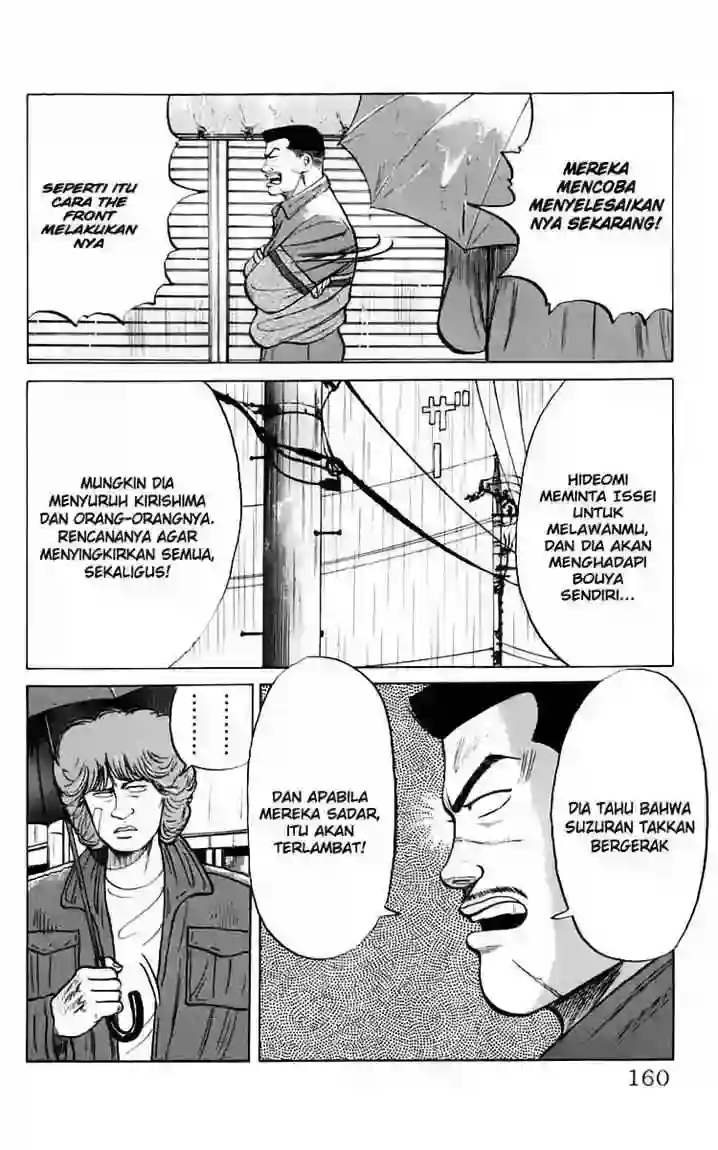 MEREKA
MENCOBA
MENYELESAIKAN
NYA SEKARANG!
SEPERTI ITU
CARA THE
FRONT
MELAKUKAN
NYA
ザー
HIDEOMI
MEMINTA ISSEI
UNTUK
MELAWANMU,
DAN DIA AKAN
MENGHADAPI
BOUYA
SENDIRI...
MUNGKIN DIA
MENYURUH KIRISHIMA
DAN ORANG-ORANGNYA.
RENCANANYA AGAR
MENYINGKIRKAN SEMUA,
SEKALIGUS!
DIA TAHU BAHWA
SUZURAN TAKKAN
BERGERAK
DAN APABILA
MEREKA SADAR,
ITU AKAN
TERLAMBAT!
………
………
160